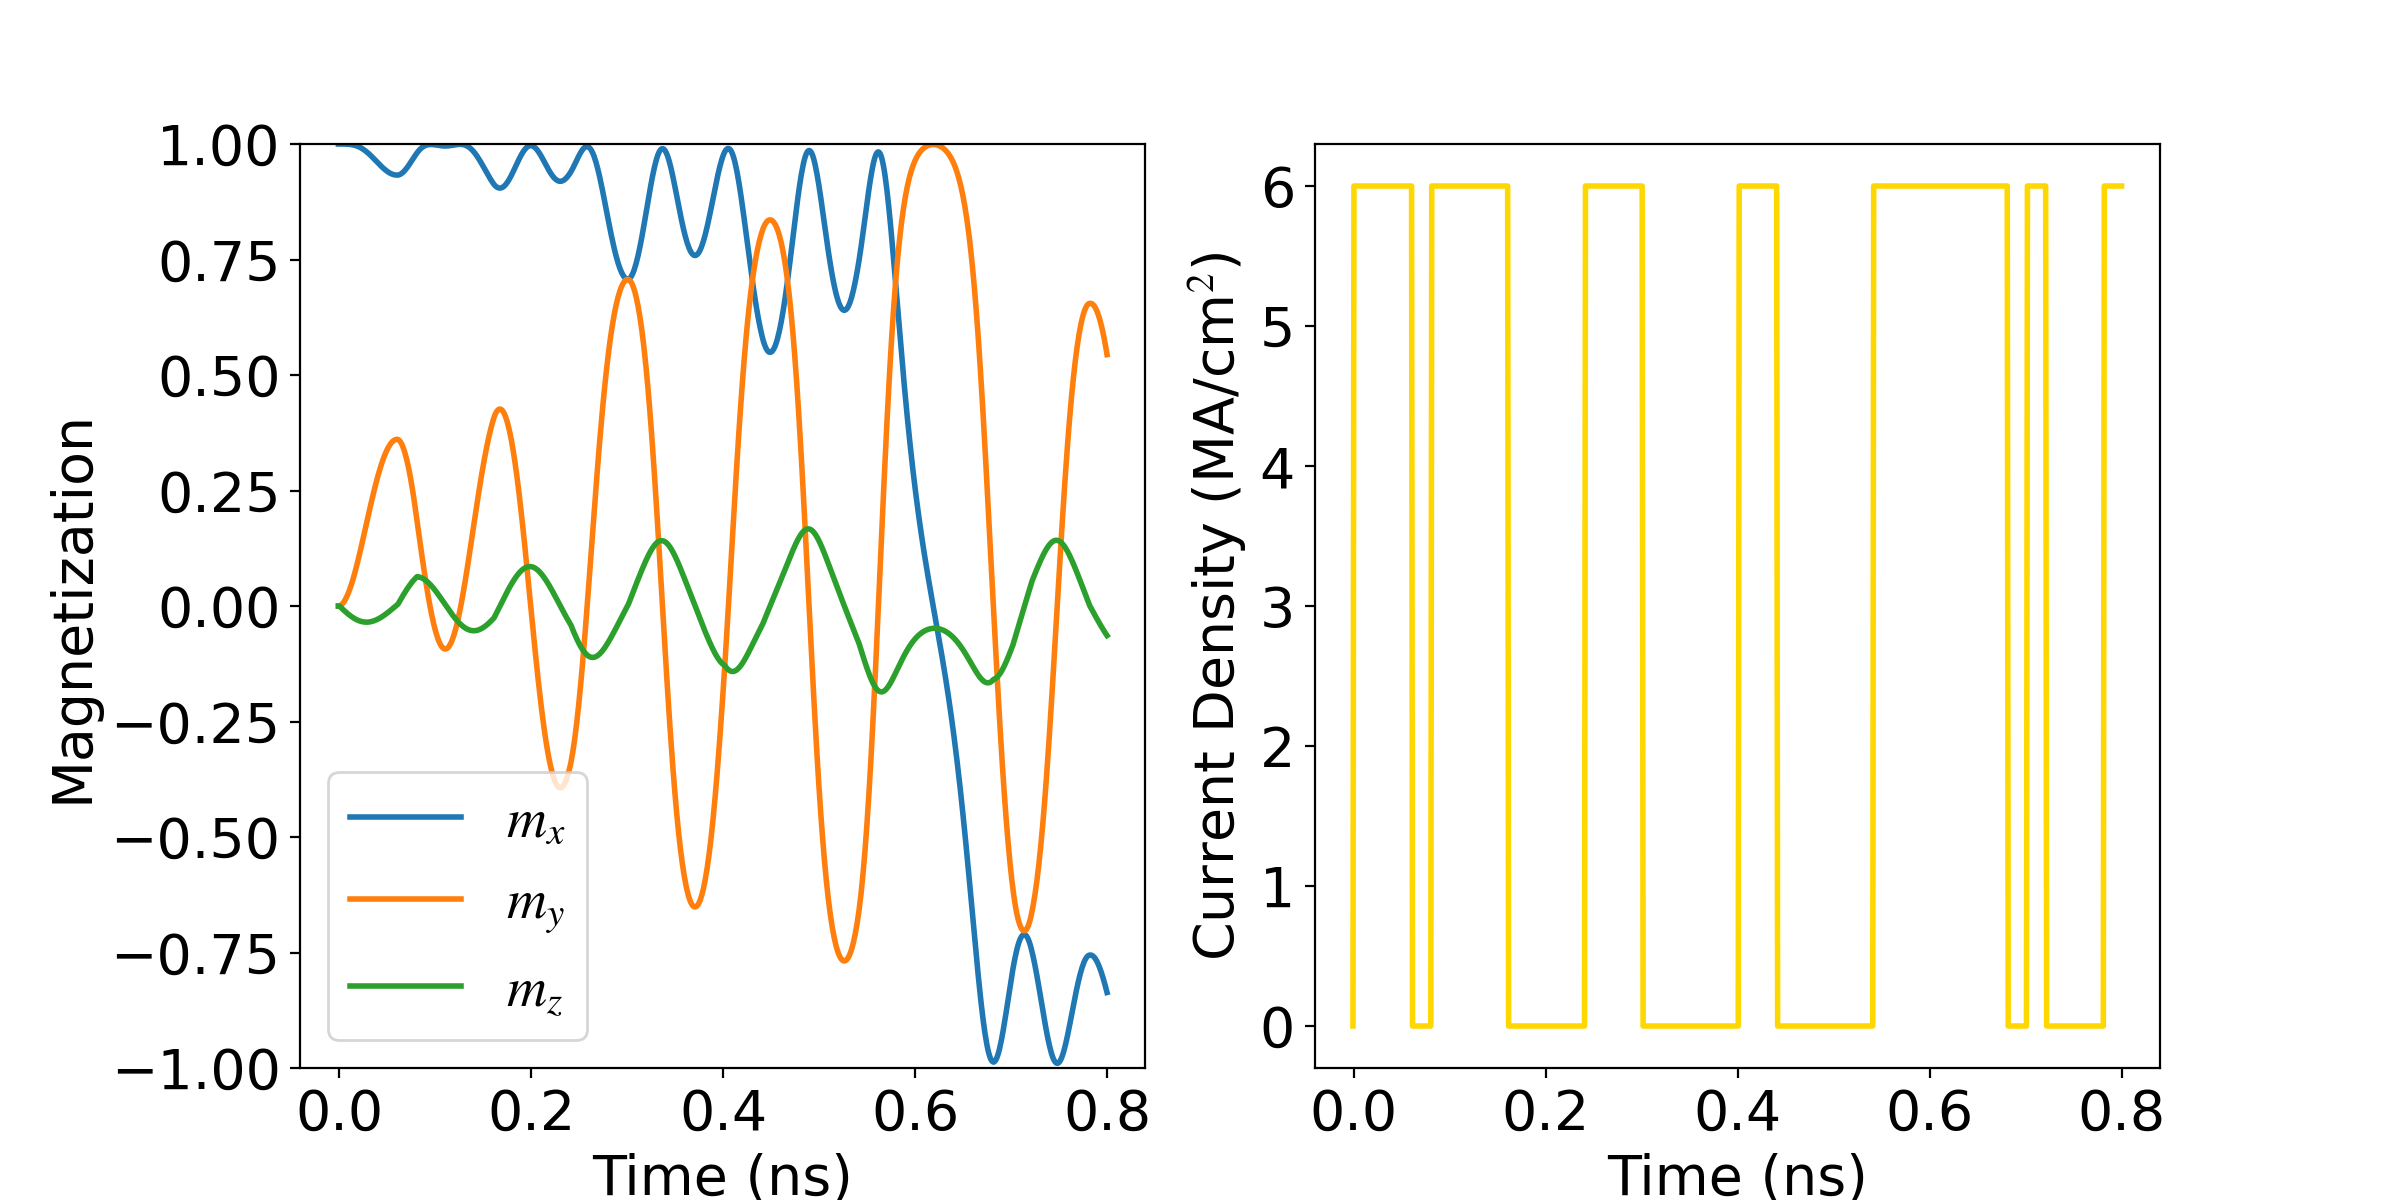 Magnetization
1.00
0.75
0.50
0.25
0.00
−0.25
−0.50
−0.75
−1.00
m_x
m_y
m_z
0.0 0.2 0.4 0.6 0.8
Time (ns)
Current Density (MA/cm²)
6
5
4
3
2
1
0
0.0 0.2 0.4 0.6 0.8
Time (ns)